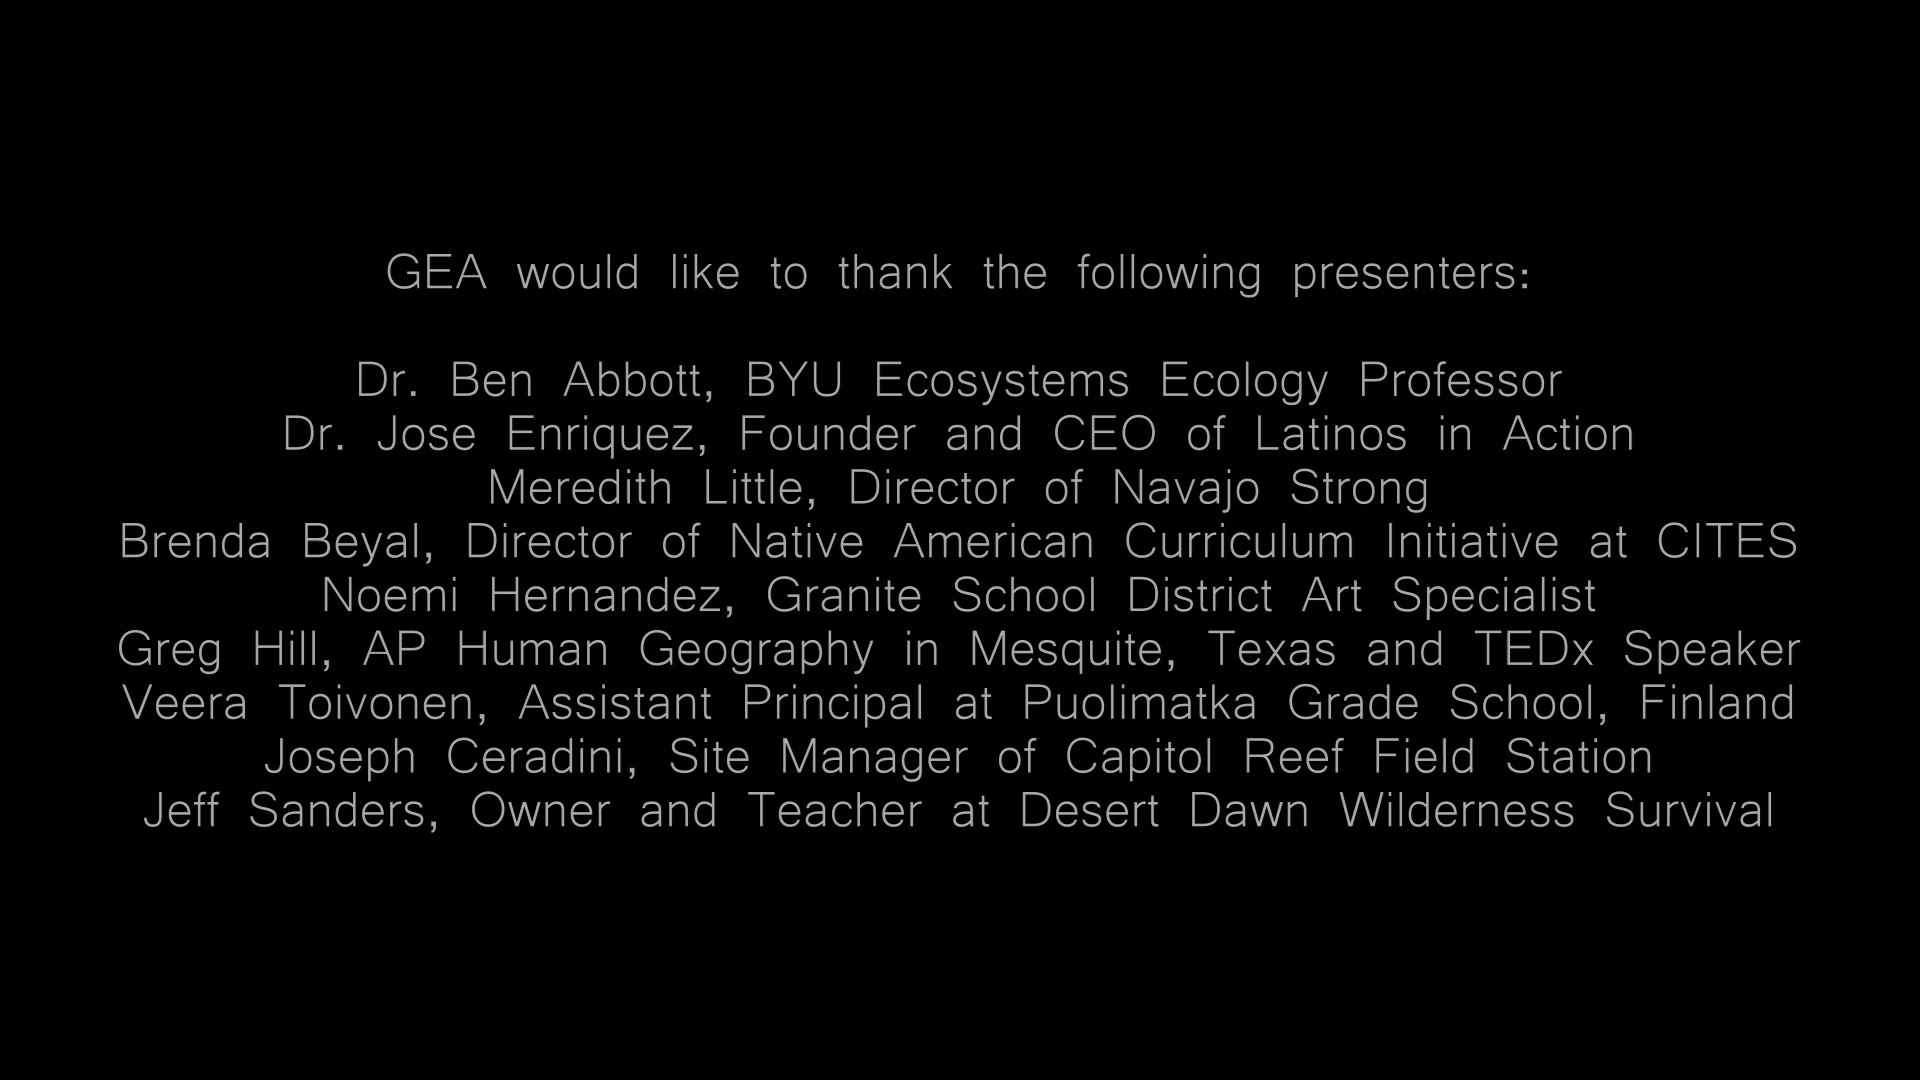 GEA would like to thank the following presenters:
Dr. Ben Abbott, BYU Ecosystems Ecology Professor
Dr. Jose Enriquez, Founder and CEO of Latinos in Action
Meredith Little, Director of Navajo Strong
Brenda Beyal, Director of Native American Curriculum Initiative at CITES
Noemi Hernandez, Granite School District Art Specialist
Greg Hill, AP Human Geography in Mesquite, Texas and TEDx Speaker
Veera Toivonen, Assistant Principal at Puolimatka Grade School, Finland
Joseph Ceradini, Site Manager of Capitol Reef Field Station
Jeff Sanders, Owner and Teacher at Desert Dawn Wilderness Survival